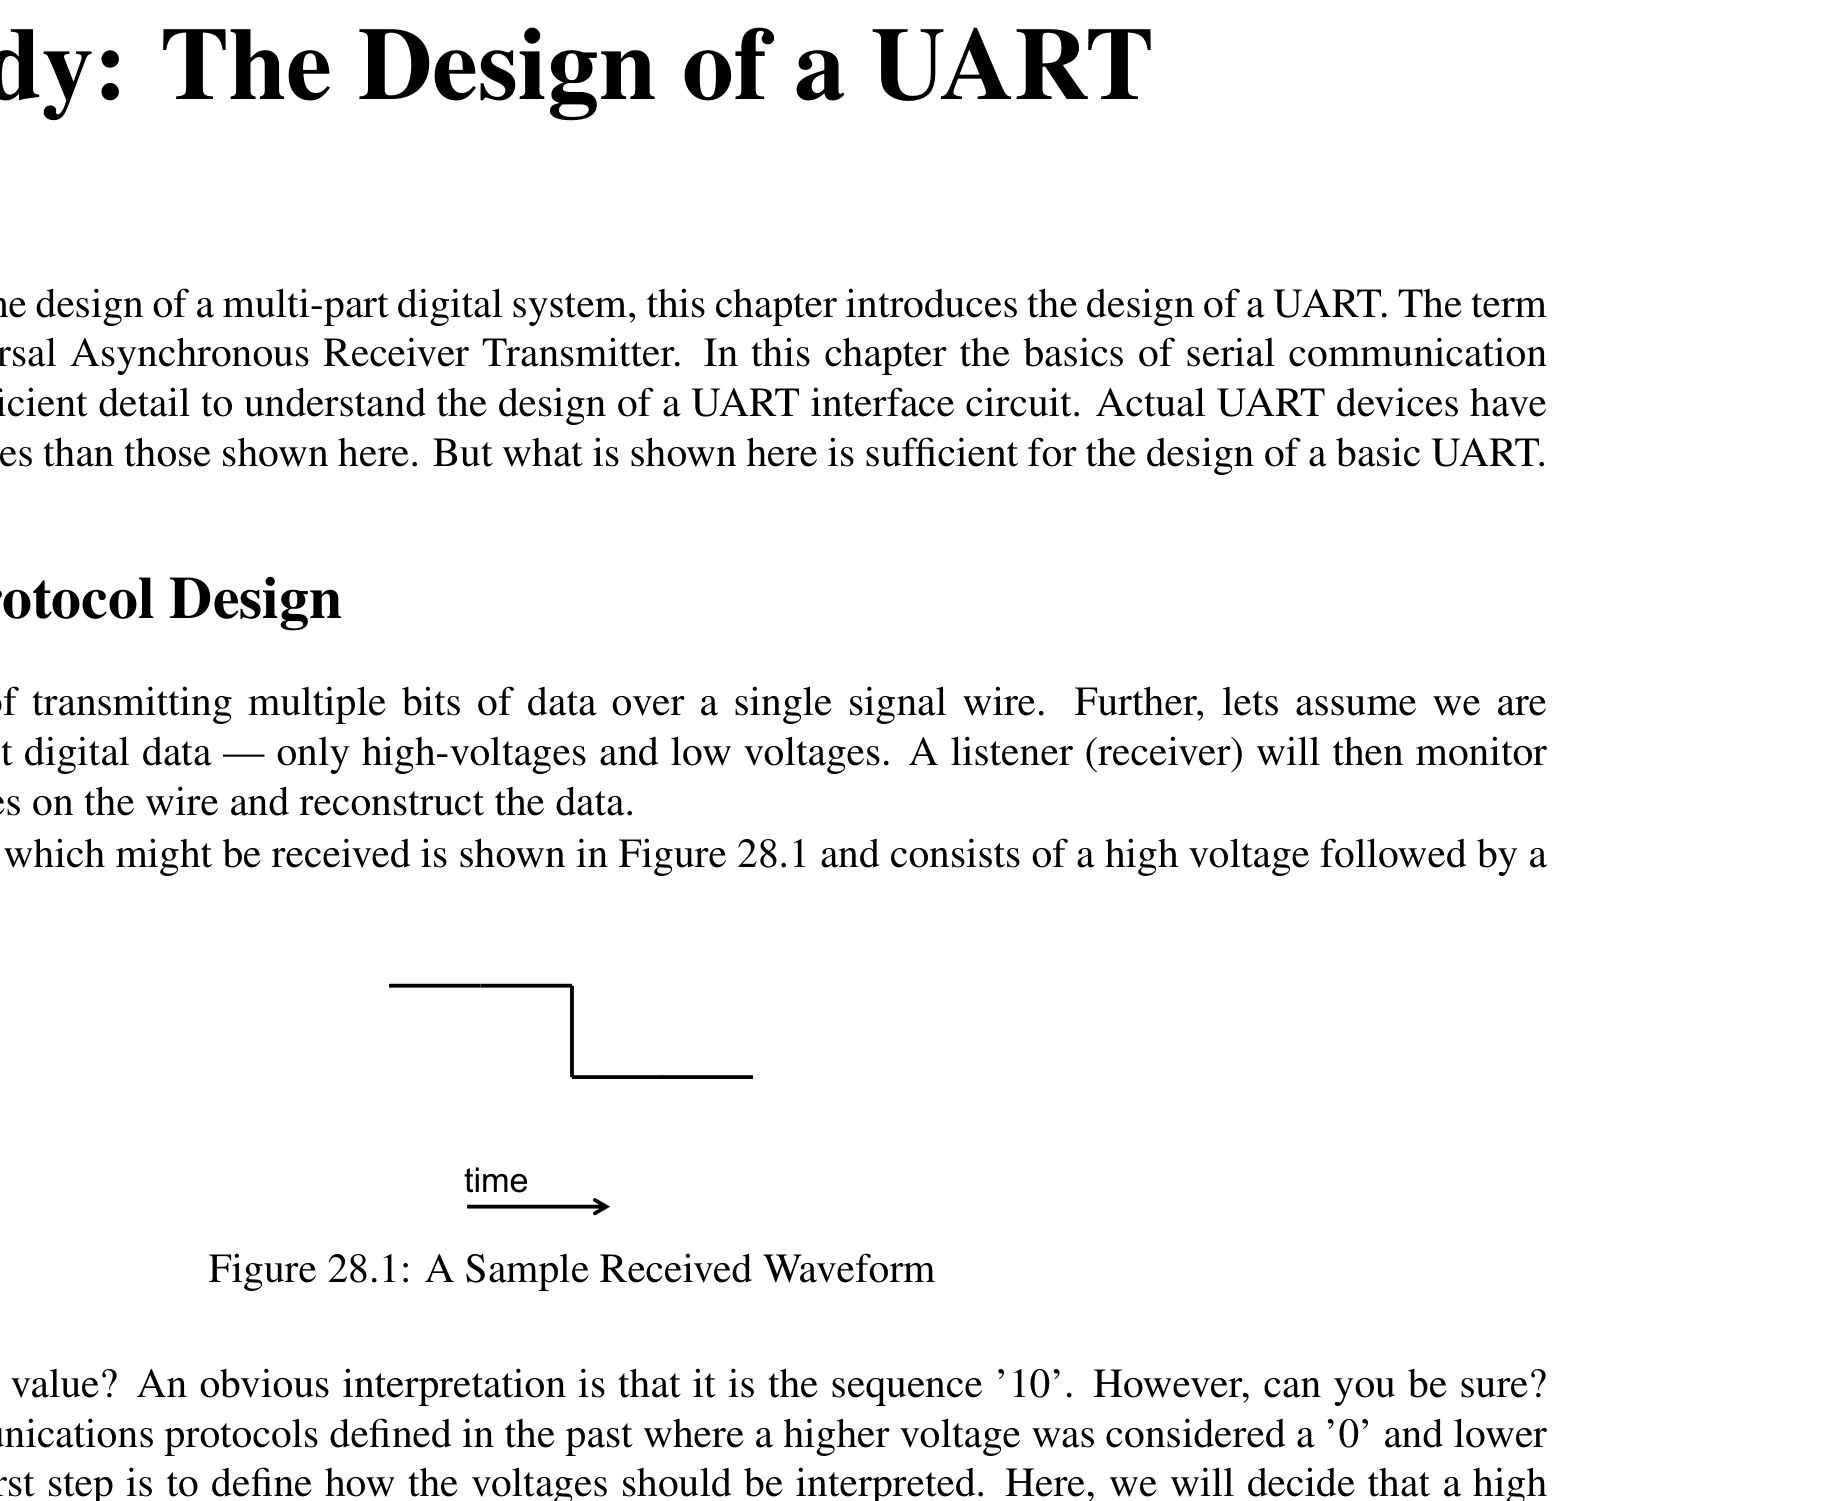 dy: The Design of a UART
he design of a multi-part digital system, this chapter introduces the design of a UART. The term
rsal Asynchronous Receiver Transmitter. In this chapter the basics of serial communication
icient detail to understand the design of a UART interface circuit. Actual UART devices have
es than those shown here. But what is shown here is sufficient for the design of a basic UART.
rotocol Design
of transmitting multiple bits of data over a single signal wire. Further, lets assume we are
t digital data — only high-voltages and low voltages. A listener (receiver) will then monitor
es on the wire and reconstruct the data.
which might be received is shown in Figure 28.1 and consists of a high voltage followed by a
time
Figure 28.1: A Sample Received Waveform
value? An obvious interpretation is that it is the sequence ’10’. However, can you be sure?
unications protocols defined in the past where a higher voltage was considered a ’0’ and lower
rst step is to define how the voltages should be interpreted. Here, we will decide that a high